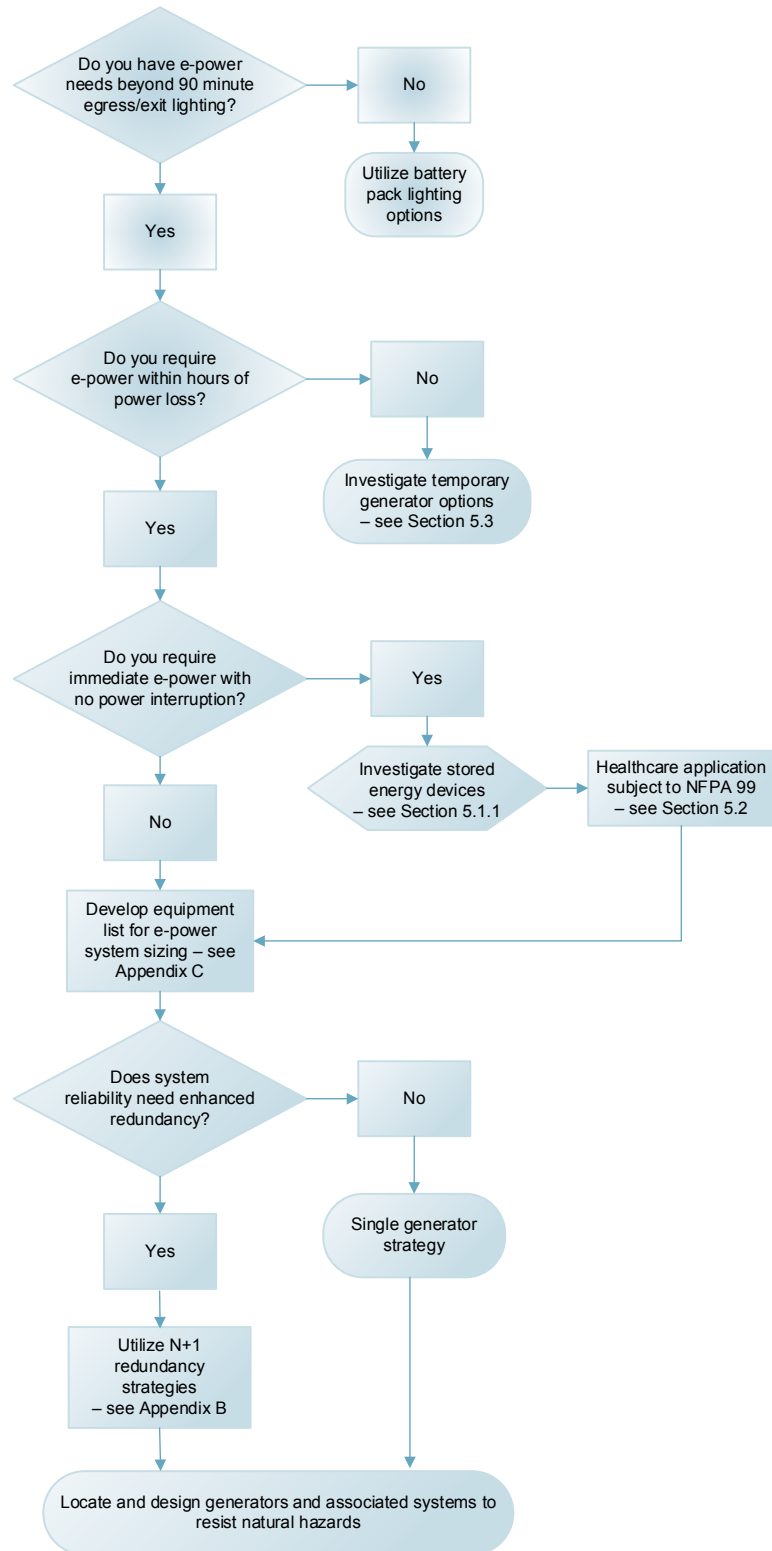 Do you have e-power
needs beyond 90 minute
egress/exit lighting?
No
Utilize battery
pack lighting
options
Yes
Do you require
e-power within hours of
power loss?
No
Investigate temporary
generator options
– see Section 5.3
Yes
Do you require
immediate e-power with
no power interruption?
Yes
Investigate stored
energy devices
– see Section 5.1.1
Healthcare application
subject to NFPA 99
– see Section 5.2
No
Develop equipment
list for e-power
system sizing – see
Appendix C
Does system
reliability need enhanced
redundancy?
No
Single generator
strategy
Yes
Utilize N+1
redundancy
strategies
– see Appendix B
Locate and design generators and associated systems to
resist natural hazards